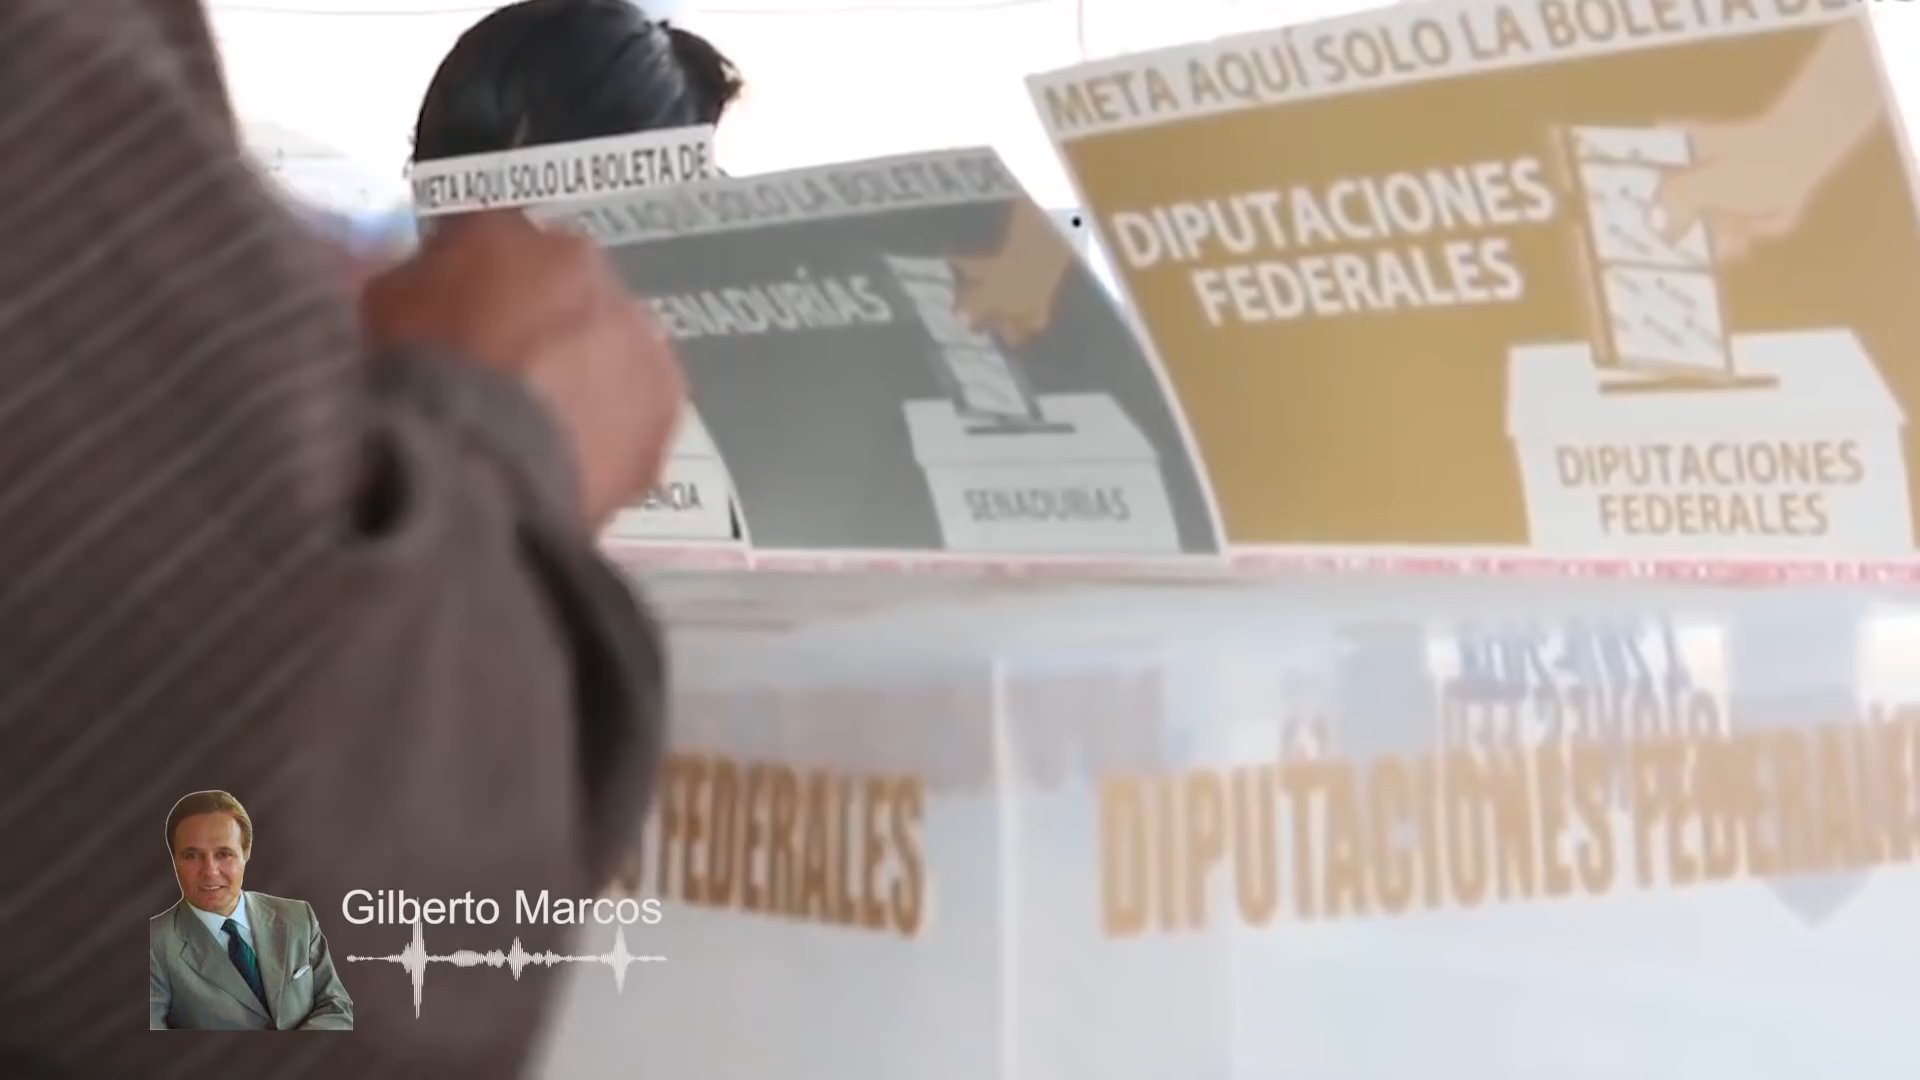 META AQUÍ SOLO LA BOLETA DE
META AQUÍ SOLO LA BOLETA DE
META AQUÍ SOLO LA BOLETA DE
SENADURÍAS
DIPUTACIONES
FEDERALES
SENADURÍAS
DIPUTACIONES
FEDERALES
FEDERALES
DIPUTACIONES FEDERALES
Gilberto Marcos